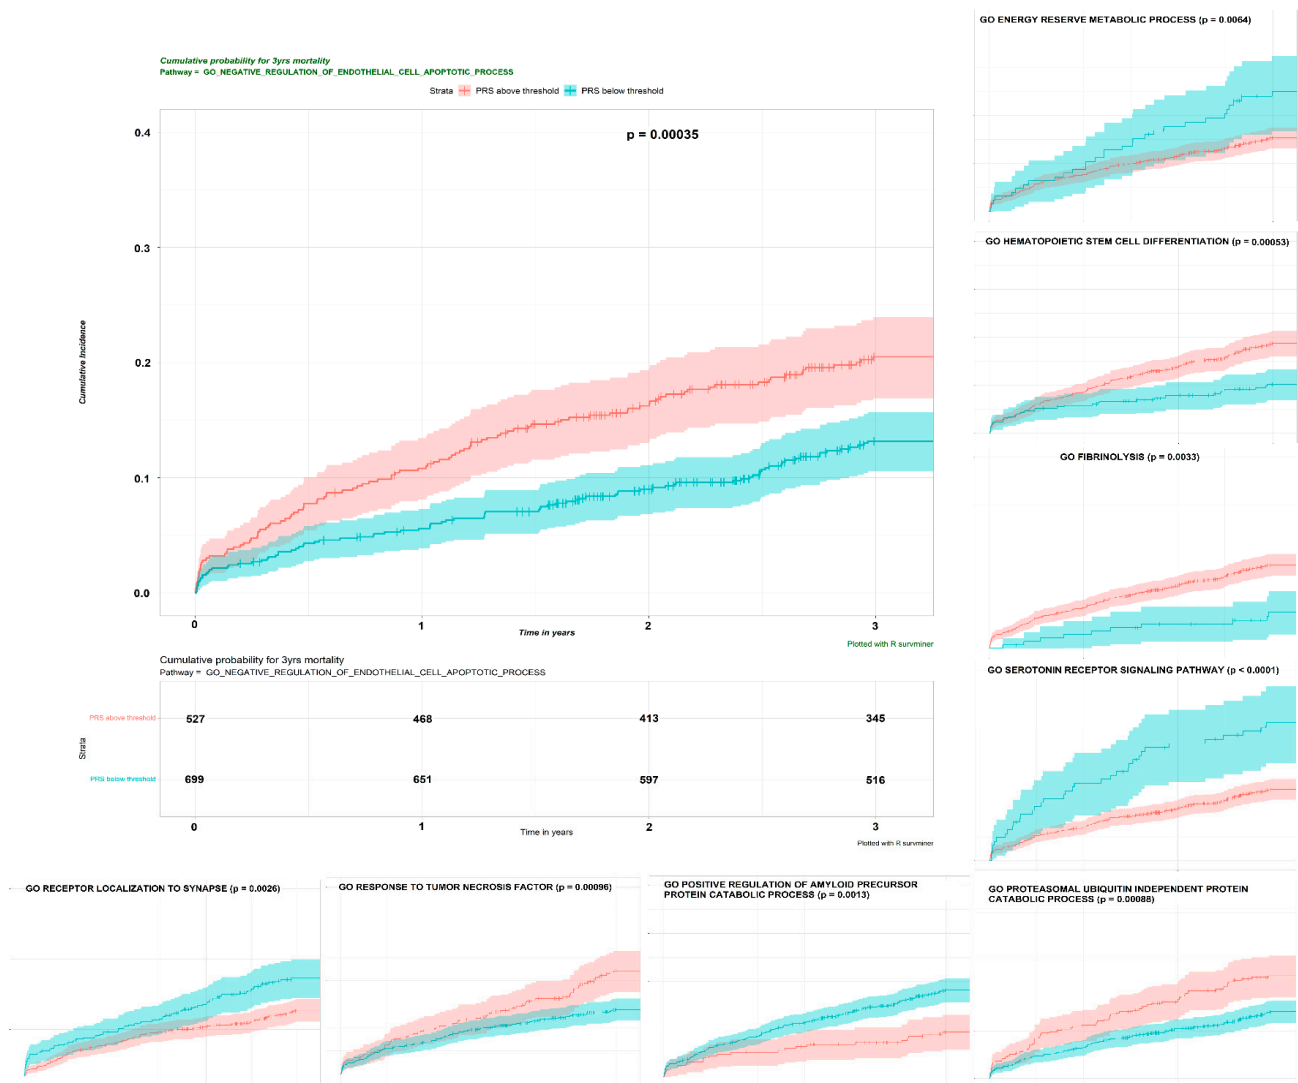 Cumulative probability for 3yrs mortality
Pathway = GO_NEGATIVE_REGULATION_OF_ENDOTHELIAL_CELL_APOPTOTIC_PROCESS
Strata PRS above threshold PRS below threshold
p = 0.00035
0.4
0.3
0.2
0.1
0.0
Cumulative Incidence
0 1 2 3
Time in years
Plotted with R survminer
Cumulative probability for 3yrs mortality
Pathway = GO_NEGATIVE_REGULATION_OF_ENDOTHELIAL_CELL_APOPTOTIC_PROCESS
Strata
PRS above threshold 527 468 413 345
PRS below threshold 699 651 597 516
0 1 2 3
Time in years
Plotted with R survminer
GO ENERGY RESERVE METABOLIC PROCESS (p = 0.0064)
GO HEMATOPOIETIC STEM CELL DIFFERENTIATION (p = 0.00053)
GO FIBRINOLYSIS (p = 0.0033)
GO SEROTONIN RECEPTOR SIGNALING PATHWAY (p < 0.0001)
GO RECEPTOR LOCALIZATION TO SYNAPSE (p = 0.0026)
GO RESPONSE TO TUMOR NECROSIS FACTOR (p = 0.00096)
GO POSITIVE REGULATION OF AMYLOID PRECURSOR
PROTEIN CATABOLIC PROCESS (p = 0.0013)
GO PROTEASOMAL UBIQUITIN INDEPENDENT PROTEIN
CATABOLIC PROCESS (p = 0.00088)